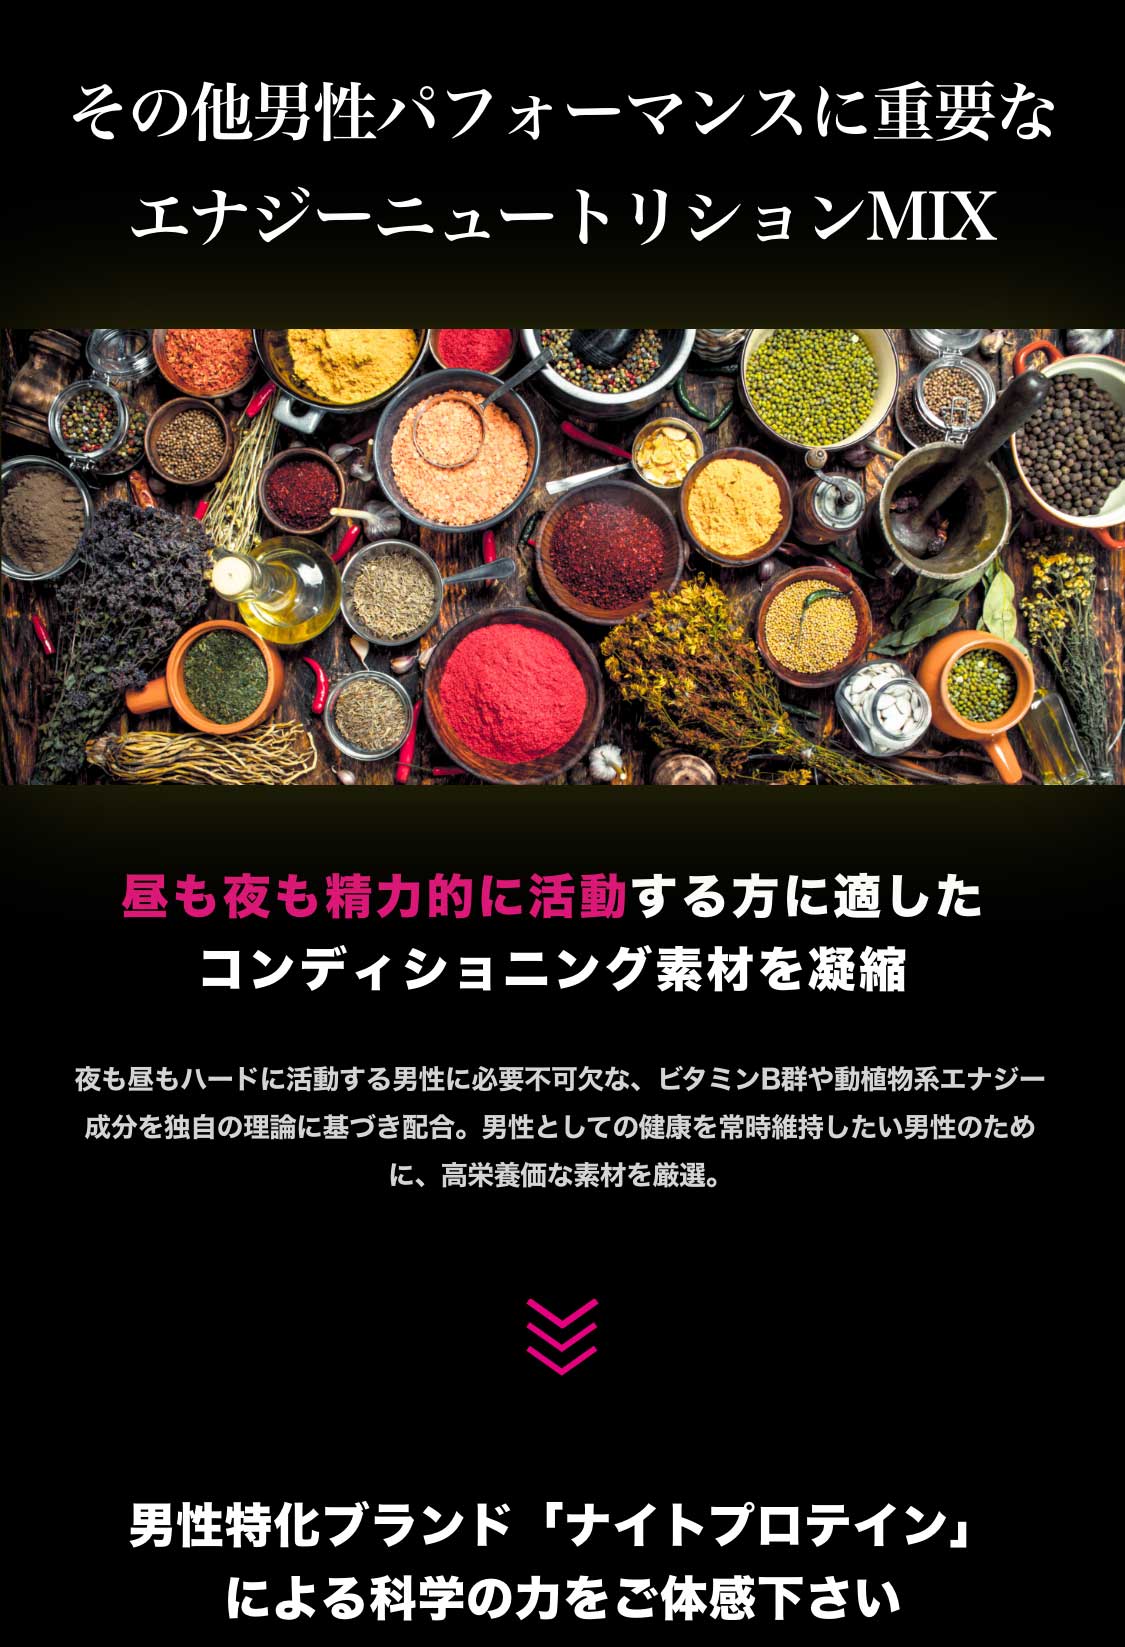 その他男性パフォーマンスに重要な
エナジーニュートリションMIX
昼も夜も精力的に活動する方に適した
コンディショニング素材を凝縮
夜も昼もハードに活動する男性に必要不可欠な、ビタミンB群や動植物系エナジー
成分を独自の理論に基づき配合。男性としての健康を常時維持したい男性のため
に、高栄養価な素材を厳選。
男性特化ブランド「ナイトプロテイン」
による科学の力をご体感下さい